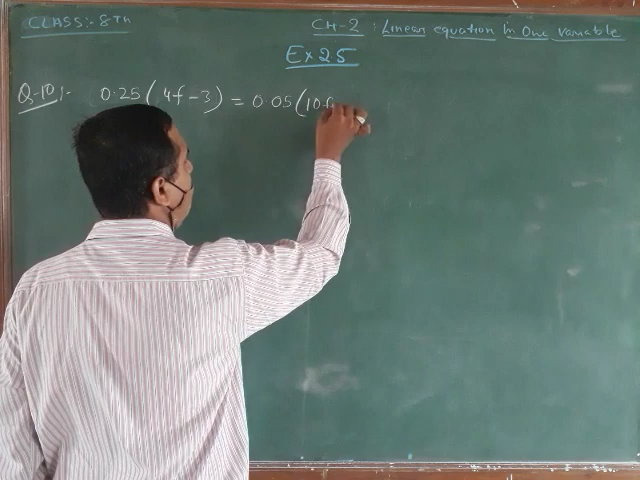 CLASS:- 8Th
CH-2 : Linear equation in One variable
Ex 2.5
Q-10:- 0.25(4f-3) = 0.05(10f